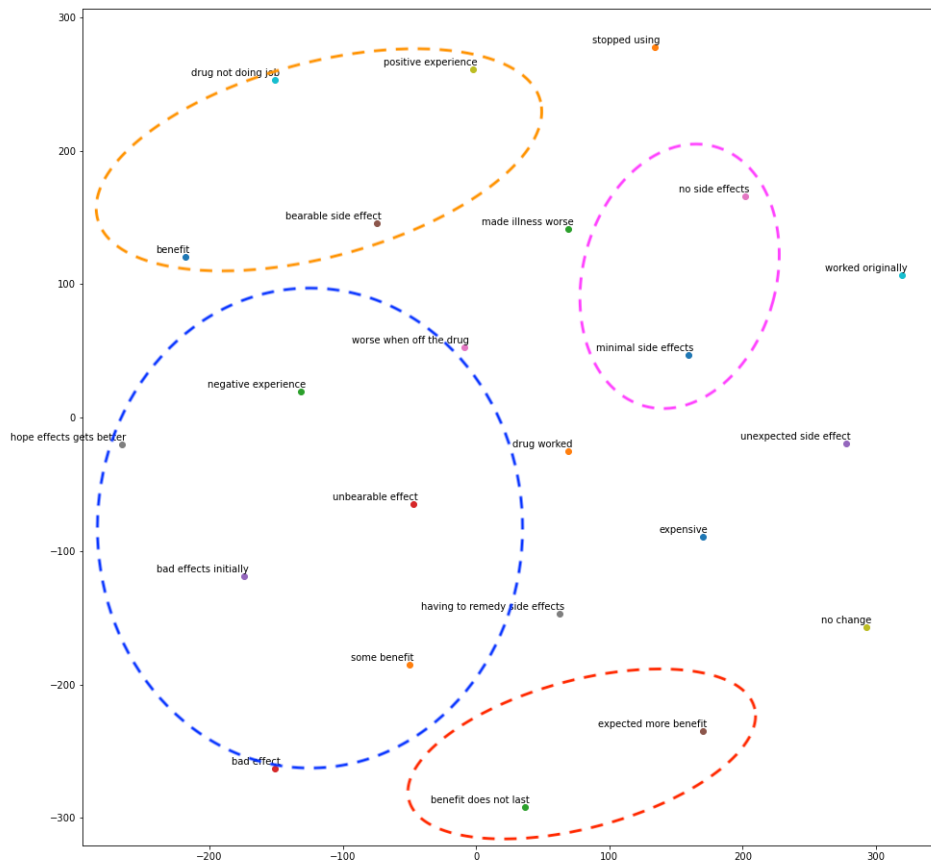 300
stopped using
positive experience
drug not doing job
200
no side effects
bearable side effect
made illness worse
benefit
worked originally
100
worse when off the drug
minimal side effects
negative experience
0
hope effects gets better
drug worked
unexpected side effect
unbearable effect
expensive
−100
bad effects initially
having to remedy side effects
no change
some benefit
−200
expected more benefit
bad effect
benefit does not last
−300
−200
−100
0
100
200
300